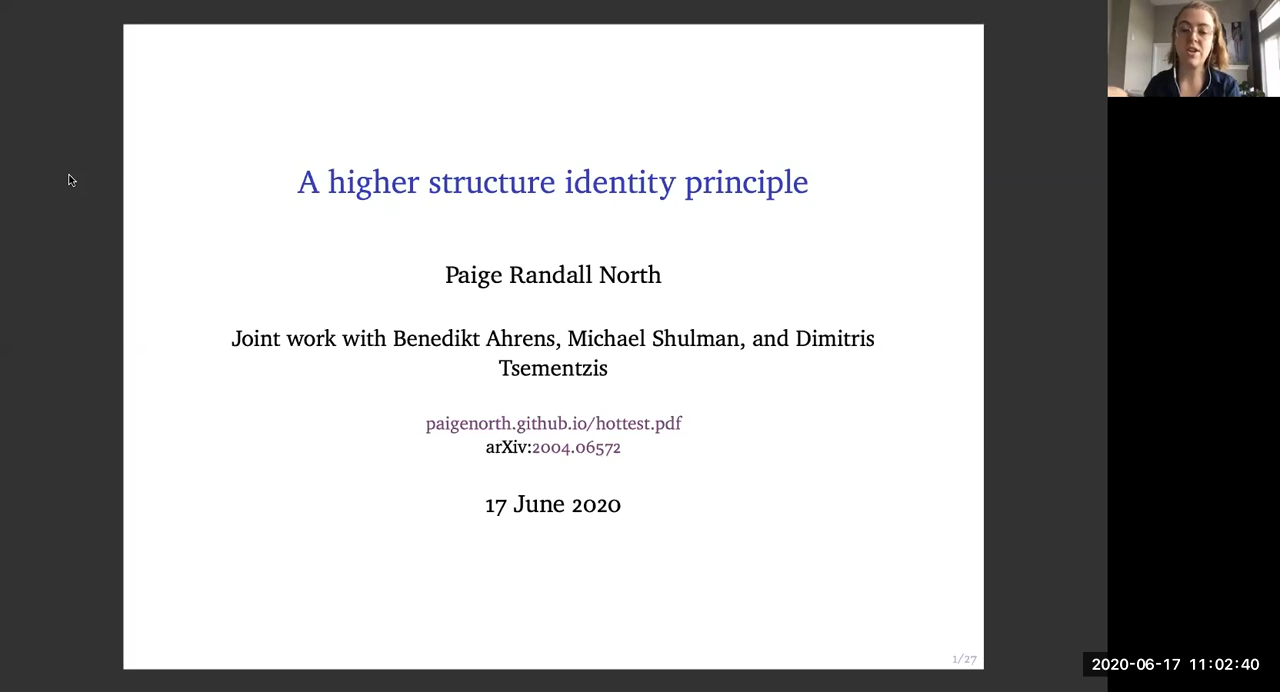 A higher structure identity principle
Paige Randall North
Joint work with Benedikt Ahrens, Michael Shulman, and Dimitris
Tsementzis
paigenorth.github.io/hottest.pdf
arXiv:2004.06572
17 June 2020
1/27
2020-06-17 11:02:40